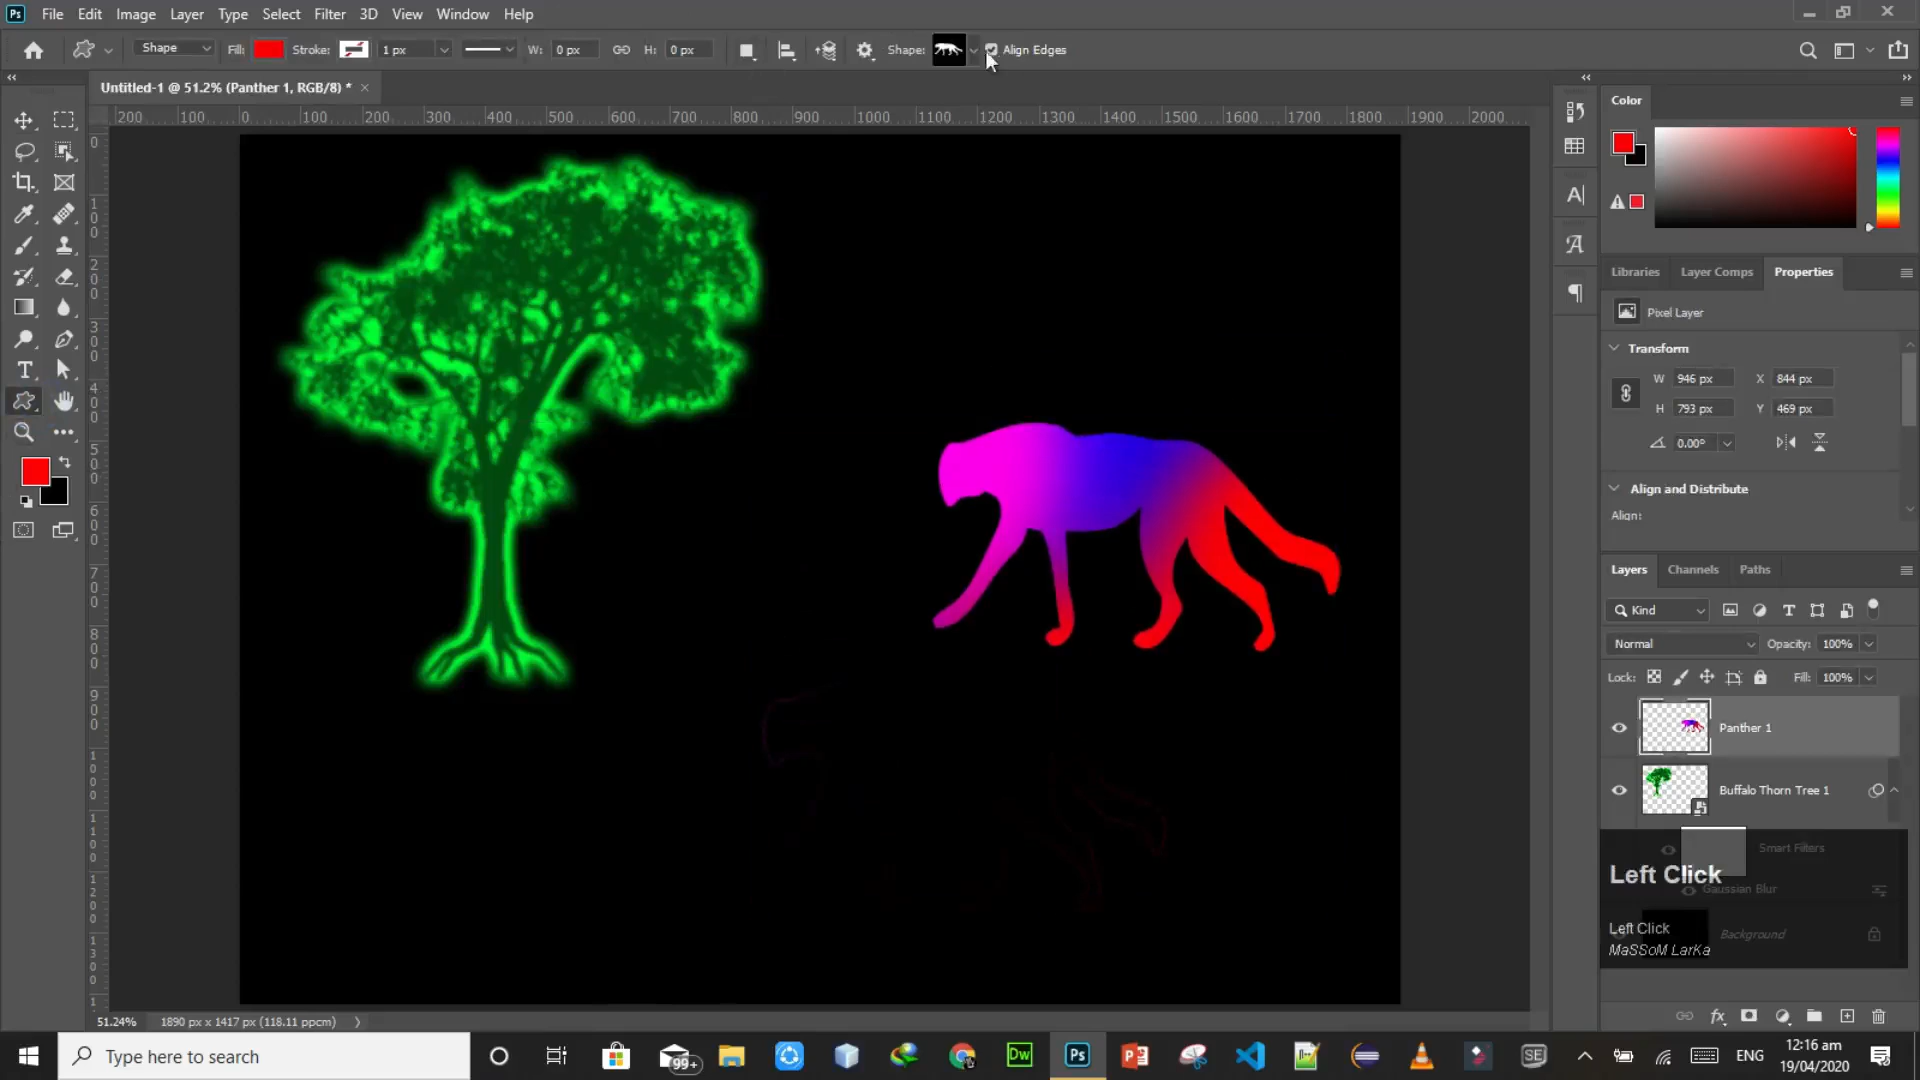 Ps File Edit Image Layer Type Select Filter 3D View Window Help
Shape Fill: Stroke: 1 px W: 0 px H: 0 px Shape: Align Edges
Untitled-1 @ 51.2% (Panther 1, RGB/8) * ×
200 100 0 100 200 300 400 500 600 700 800 900 1000 1100 1200 1300 1400 1500 1600 1700 1800 1900 2000
Color
Libraries Layer Comps Properties
Pixel Layer
Transform
W 946 px X 844 px
H 793 px Y 469 px
0.00°
Align and Distribute
Align:
Layers Channels Paths
Kind
Normal Opacity: 100%
Lock: Fill: 100%
Panther 1
Buffalo Thorn Tree 1
Smart Filters
Left Click
Gaussian Blur
Left Click
Background
MaSSoM LarKa
51.24% 1890 px x 1417 px (118.11 ppcm)
Type here to search
99+
Dw
Ps
SE
ENG
12:16 am
19/04/2020